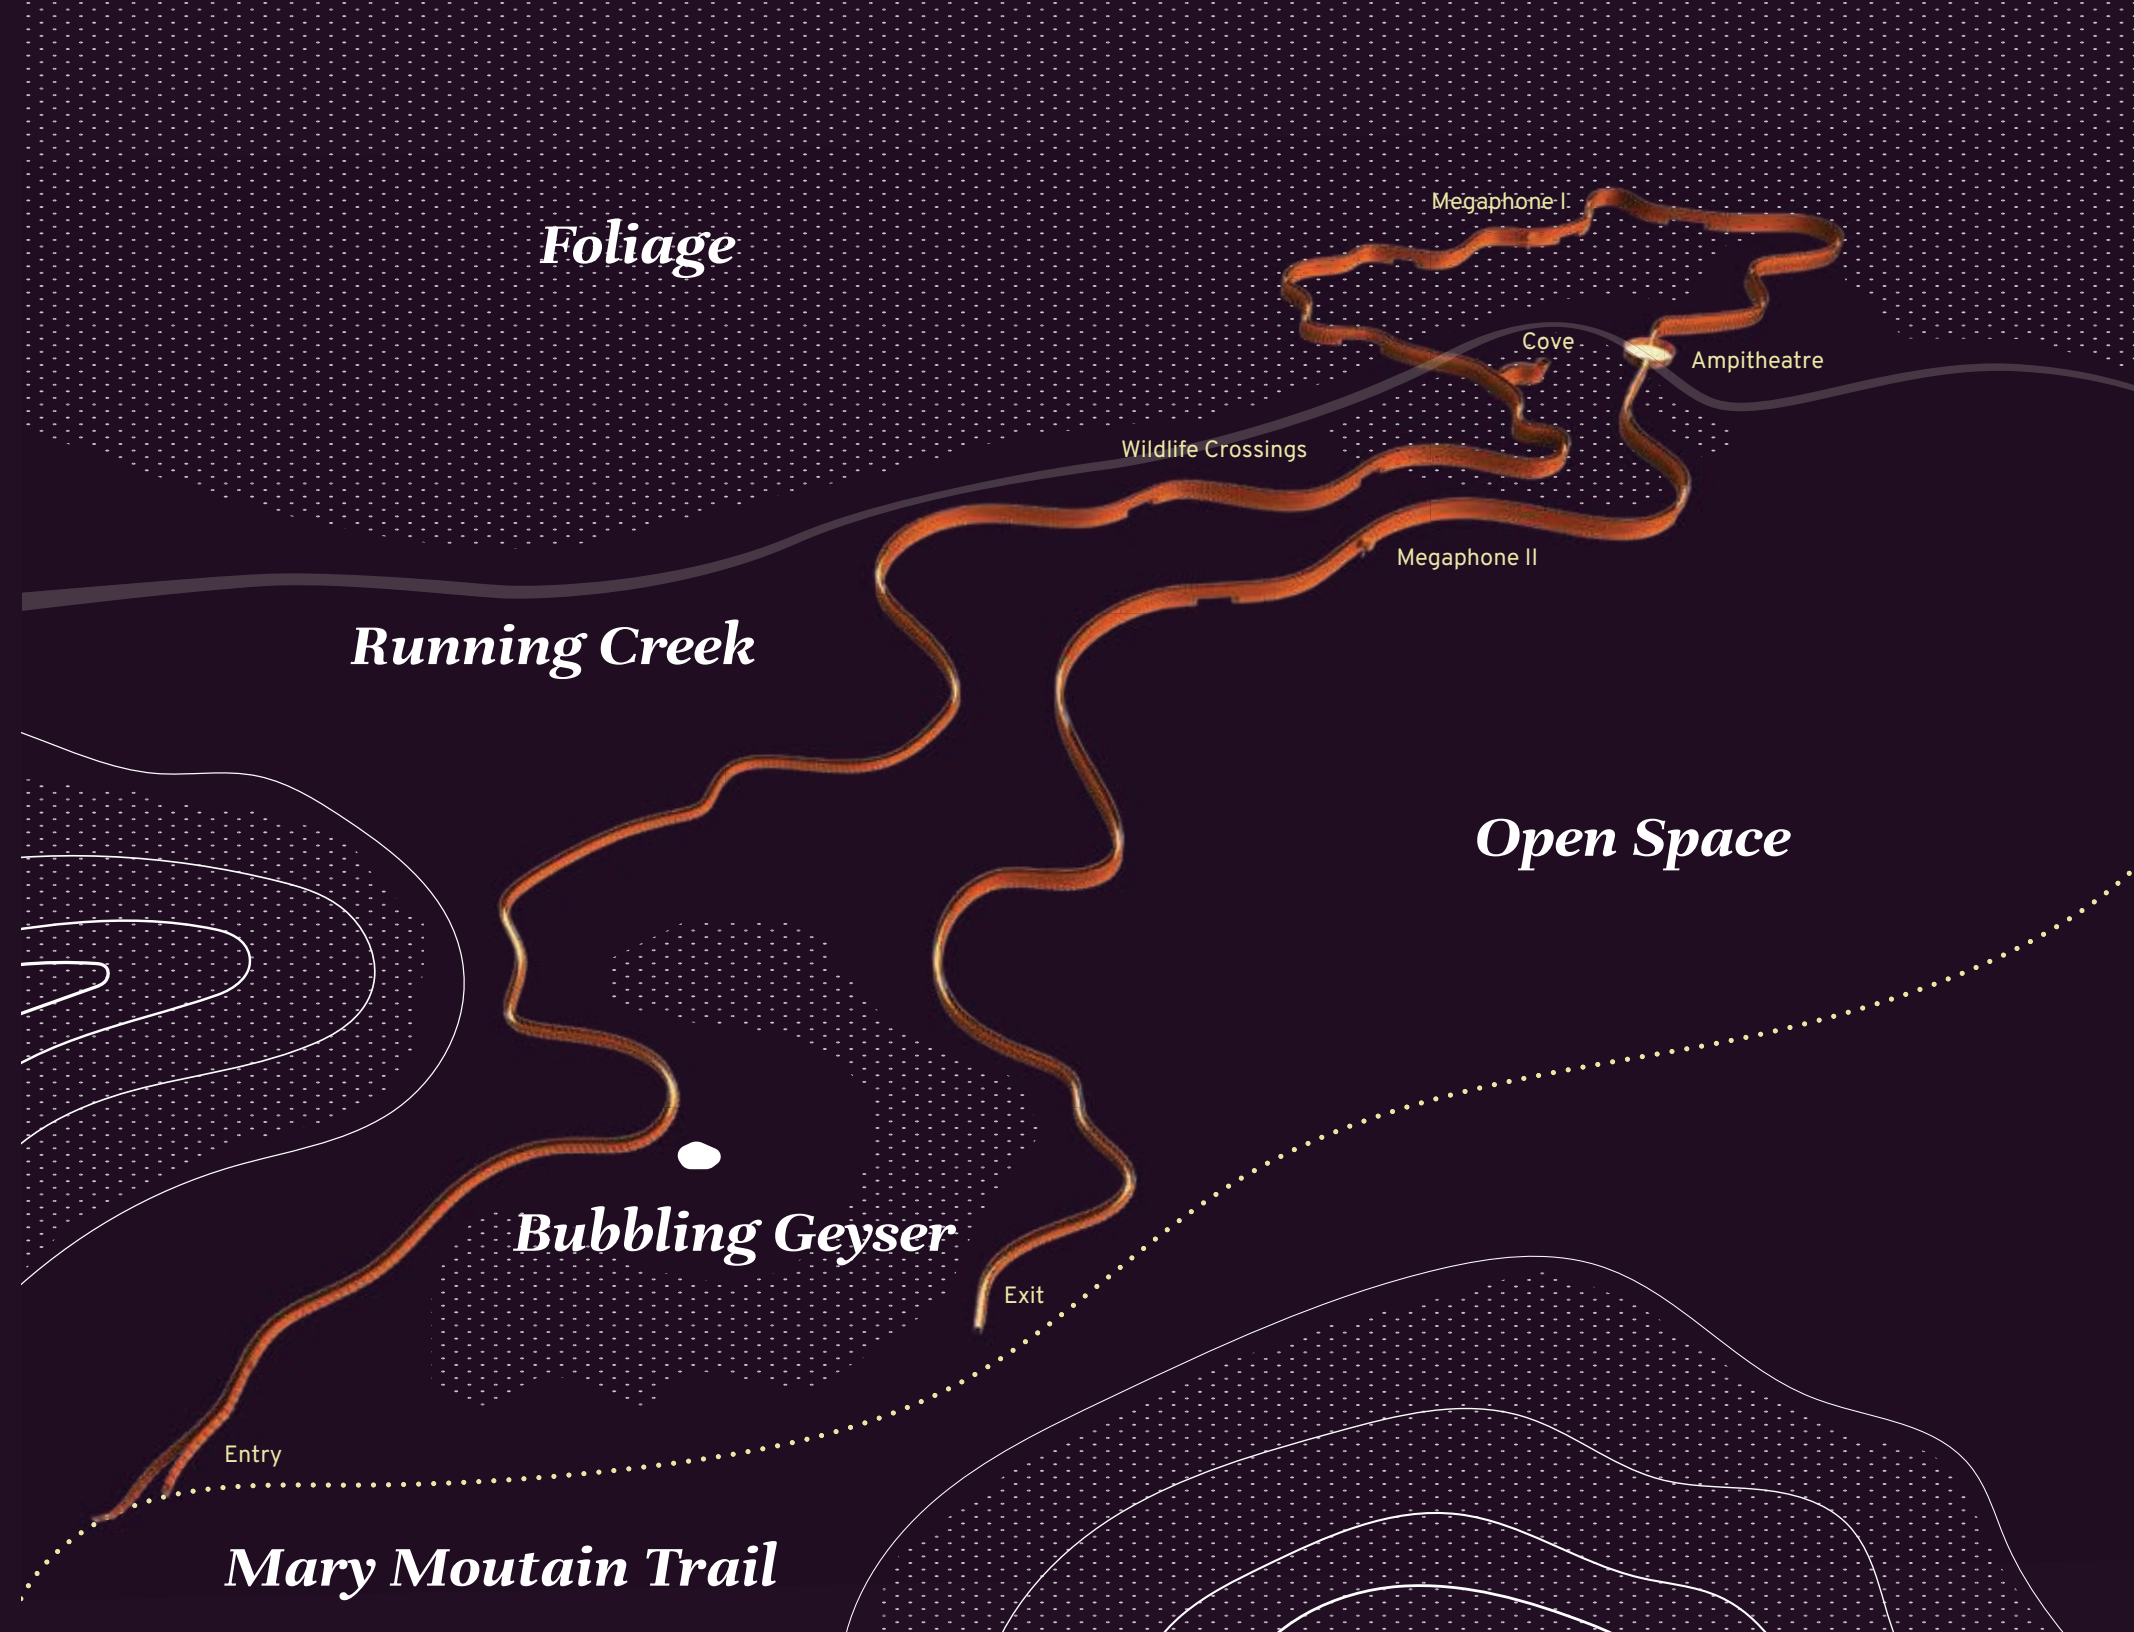 Megaphone I
Foliage
Cove
Ampitheatre
Wildlife Crossings
Megaphone II
Running Creek
Open Space
Bubbling Geyser
Exit
Entry
Mary Moutain Trail